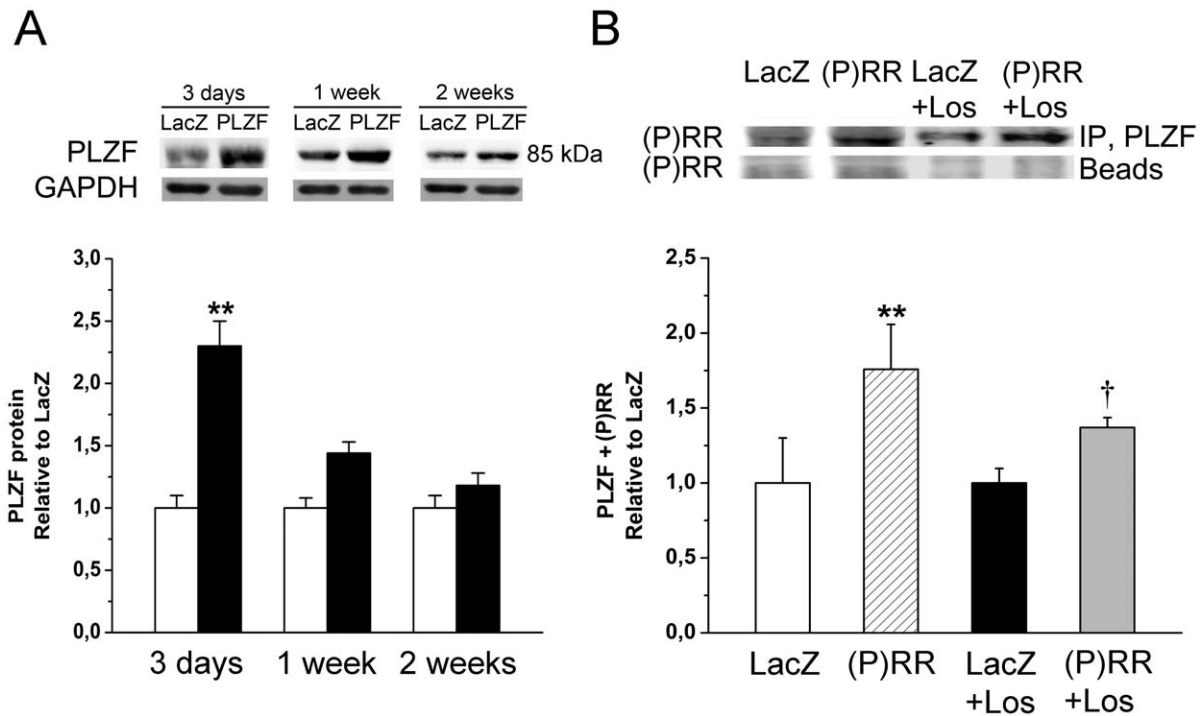 A
3 days 1 week 2 weeks
LacZ PLZF LacZ PLZF LacZ PLZF
PLZF 85 kDa
GAPDH
3,0
2,5
2,0
1,5
1,0
0,5
0,0
**
PLZF protein
Relative to LacZ
3 days 1 week 2 weeks
B
LacZ (P)RR LacZ (P)RR
+Los +Los
(P)RR IP, PLZF
(P)RR Beads
2,5
2,0
1,5
1,0
0,5
0,0
**
†
PLZF + (P)RR
Relative to LacZ
LacZ (P)RR LacZ (P)RR
+Los +Los